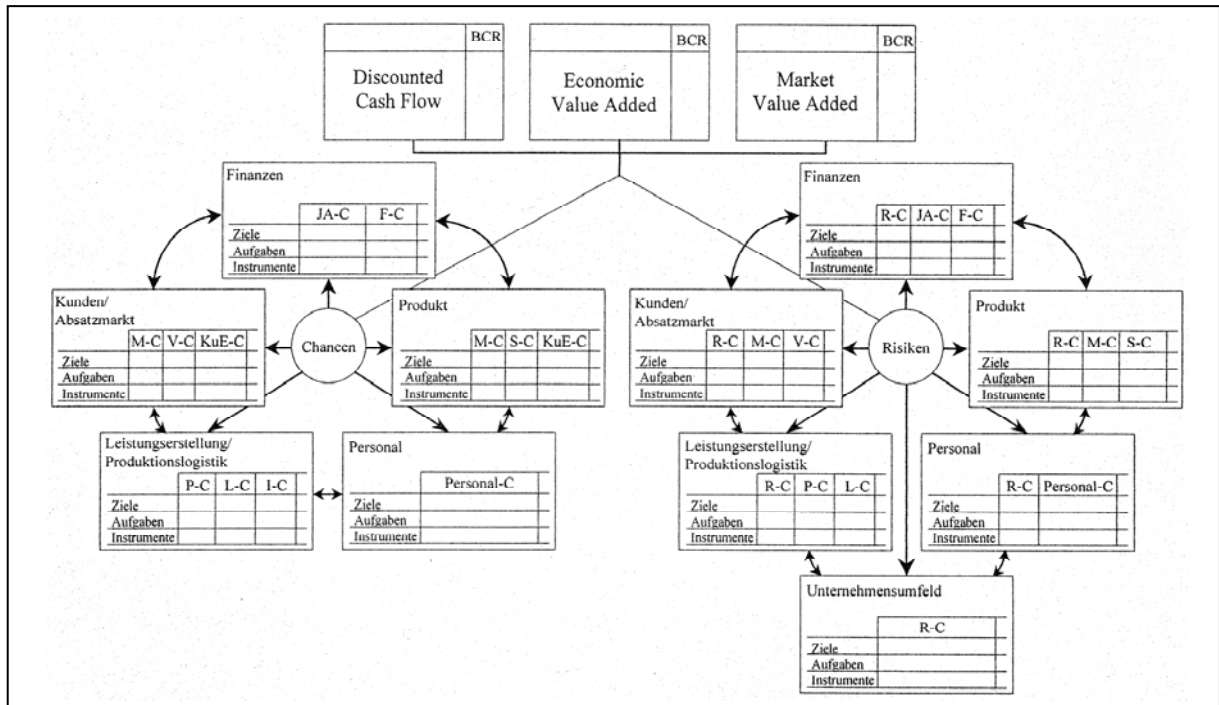 BCR
Discounted
Cash Flow
BCR
Economic
Value Added
BCR
Market
Value Added
Finanzen
JA-C F-C
Ziele
Aufgaben
Instrumente
Kunden/
Absatzmarkt
M-C V-C KuE-C
Ziele
Aufgaben
Instrumente
Chancen
Produkt
M-C S-C KuE-C
Ziele
Aufgaben
Instrumente
Leistungserstellung/
Produktionslogistik
P-C L-C I-C
Ziele
Aufgaben
Instrumente
Personal
Personal-C
Ziele
Aufgaben
Instrumente
Finanzen
R-C JA-C F-C
Ziele
Aufgaben
Instrumente
Kunden/
Absatzmarkt
R-C M-C V-C
Ziele
Aufgaben
Instrumente
Risiken
Produkt
R-C M-C S-C
Ziele
Aufgaben
Instrumente
Leistungserstellung/
Produktionslogistik
R-C P-C L-C
Ziele
Aufgaben
Instrumente
Personal
R-C Personal-C
Ziele
Aufgaben
Instrumente
Unternehmensumfeld
R-C
Ziele
Aufgaben
Instrumente